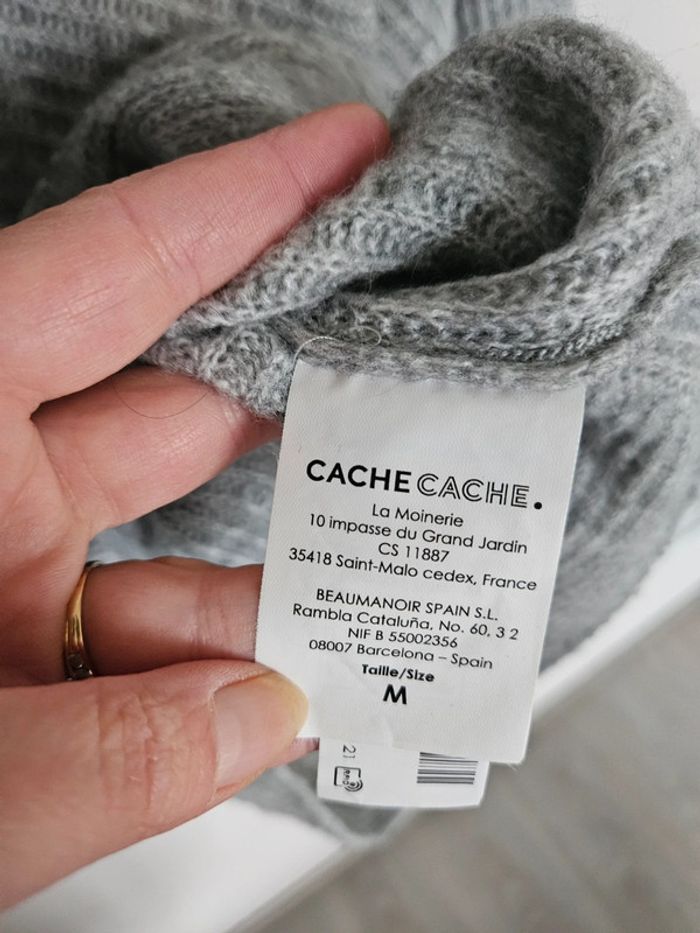 CACHE CACHE.
La Moinerie
10 impasse du Grand Jardin
CS 11887
35418 Saint-Malo cedex, France
BEAUMANOIR SPAIN S.L.
Rambla Cataluña, No. 60, 3 2
NIF B 55002356
08007 Barcelona – Spain
Taille/Size
M
21